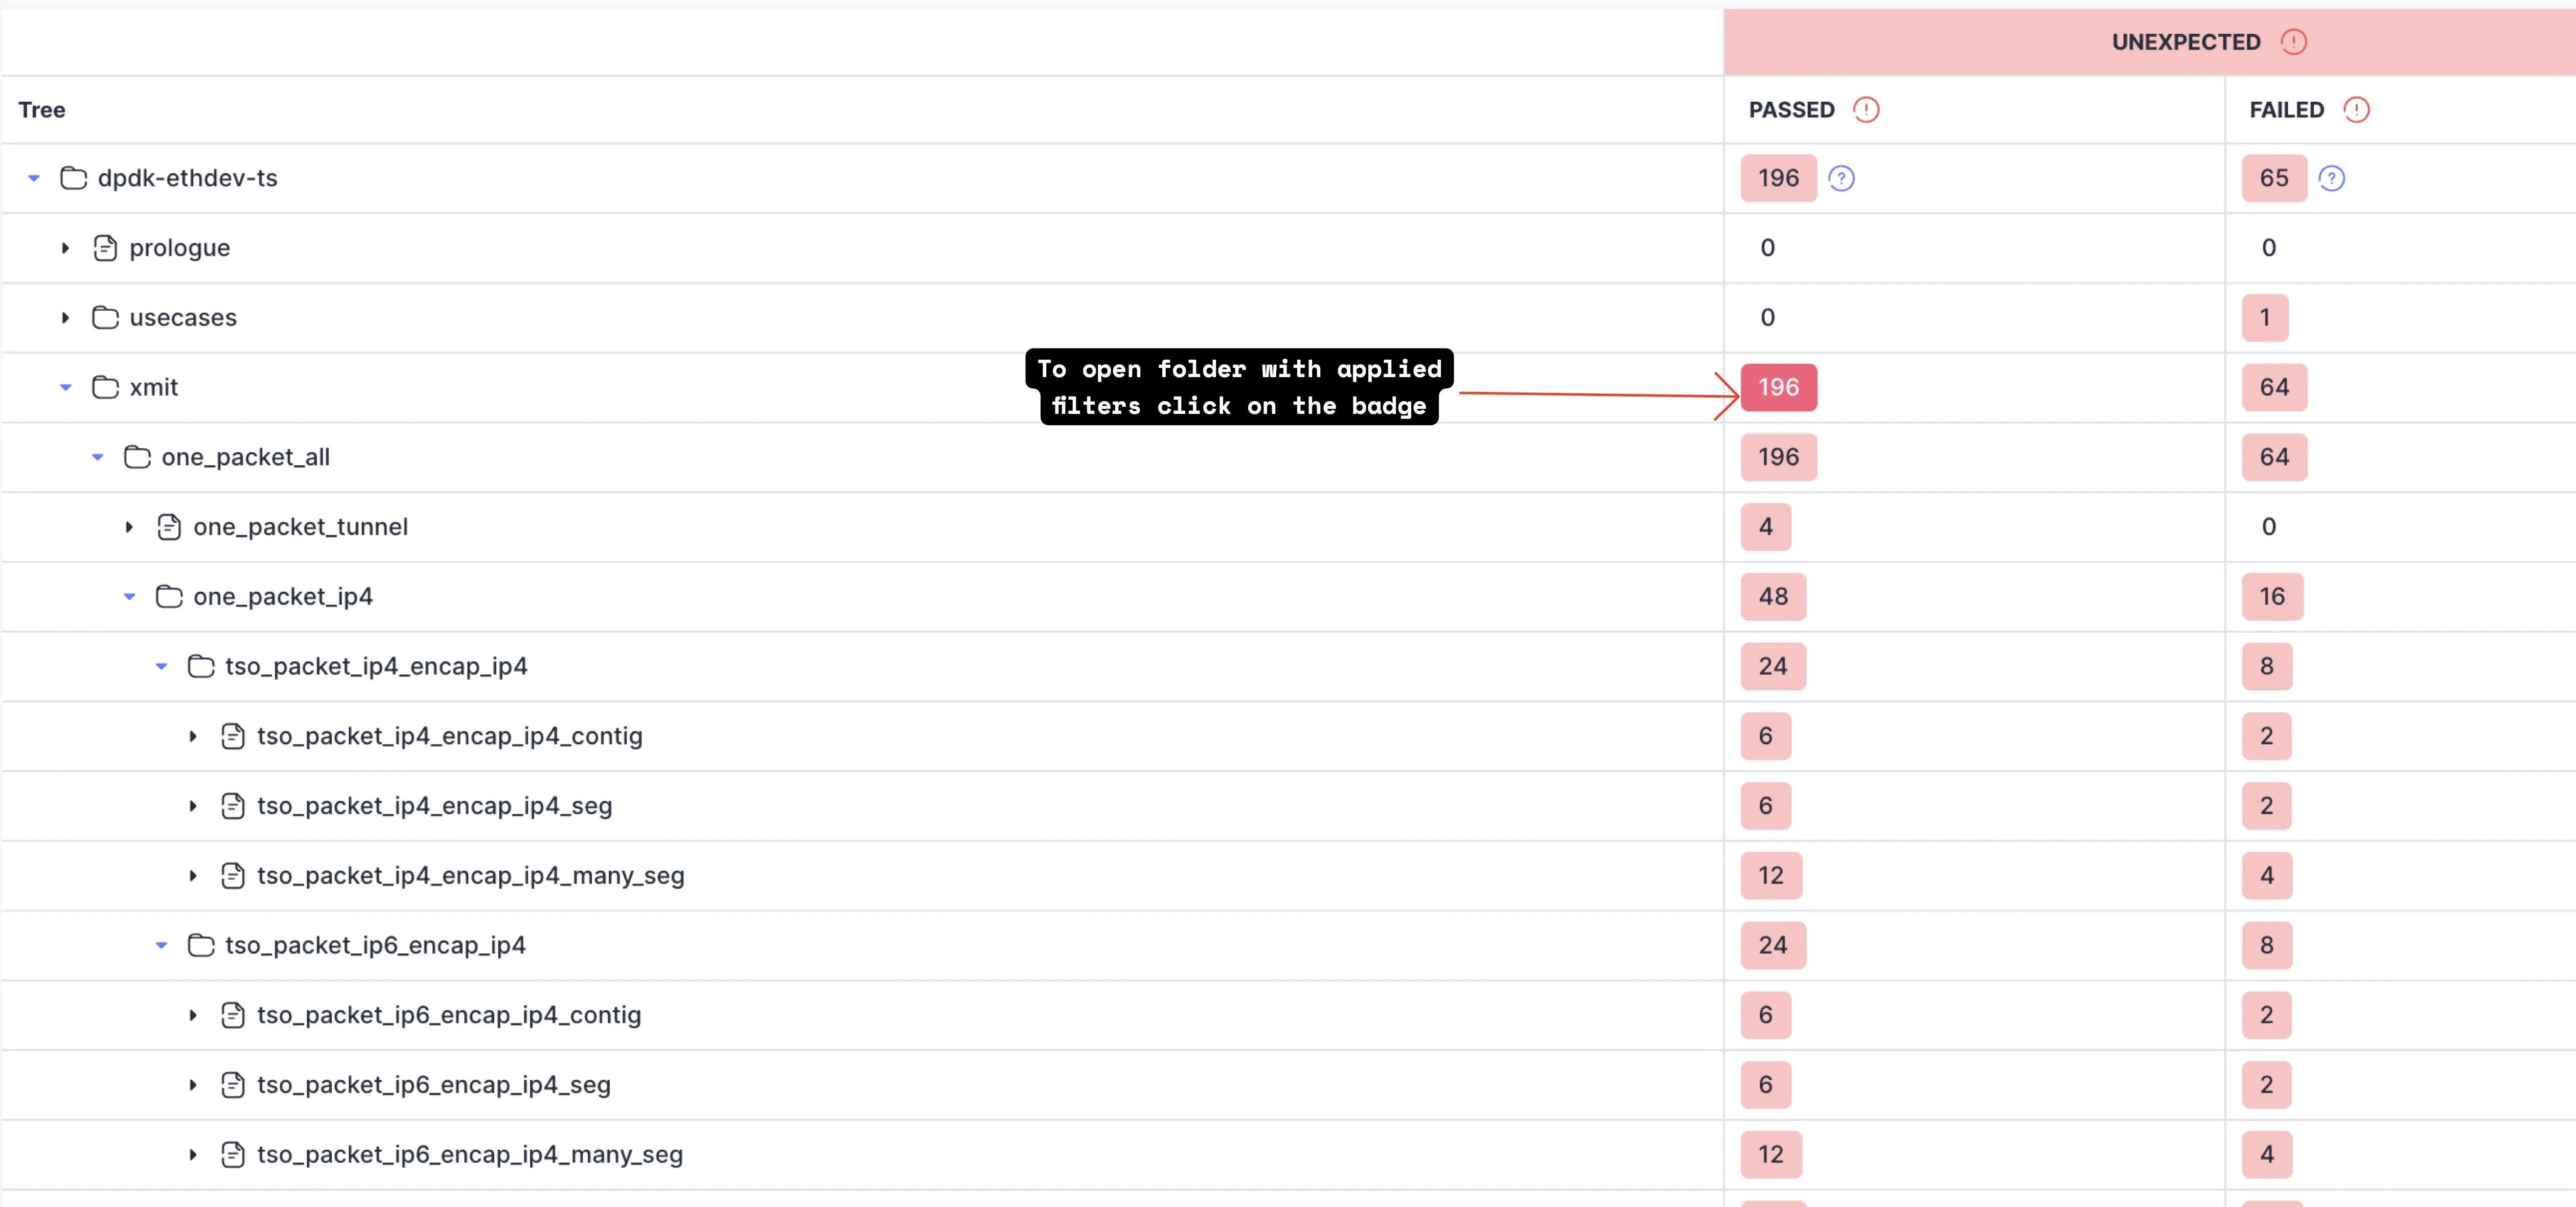 UNEXPECTED
Tree PASSED FAILED
dpdk-ethdev-ts 196 65
prologue 0 0
usecases 0 1
To open folder with applied
filters click on the badge
xmit 196 64
one_packet_all 196 64
one_packet_tunnel 4 0
one_packet_ip4 48 16
tso_packet_ip4_encap_ip4 24 8
tso_packet_ip4_encap_ip4_contig 6 2
tso_packet_ip4_encap_ip4_seg 6 2
tso_packet_ip4_encap_ip4_many_seg 12 4
tso_packet_ip6_encap_ip4 24 8
tso_packet_ip6_encap_ip4_contig 6 2
tso_packet_ip6_encap_ip4_seg 6 2
tso_packet_ip6_encap_ip4_many_seg 12 4